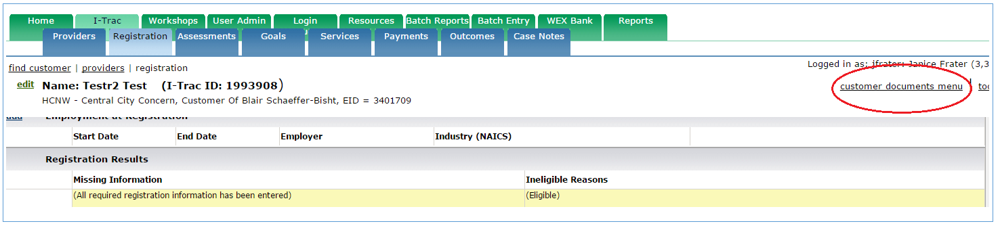 Home I-Trac Workshops User Admin Login Resources Batch Reports Batch Entry WEX Bank Reports
Providers Registration Assessments Goals Services Payments Outcomes Case Notes
find customer | providers | registration
Logged in as: jfrater: Janice Frater (3,3
edit Name: Testr2 Test (I-Trac ID: 1993908)
customer documents menu
HCNW - Central City Concern, Customer Of Blair Schaeffer-Bisht, EID = 3401709
add Employment at Registration
Start Date End Date Employer Industry (NAICS)
Registration Results
Missing Information Ineligible Reasons
(All required registration information has been entered) (Eligible)